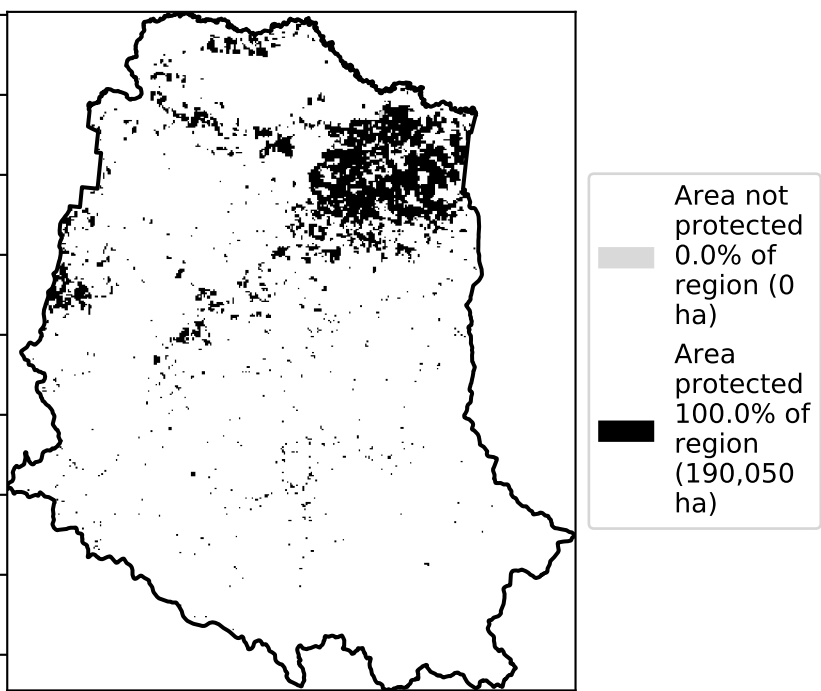 Area not
protected
0.0% of
region (0
ha)
Area
protected
100.0% of
region
(190,050
ha)